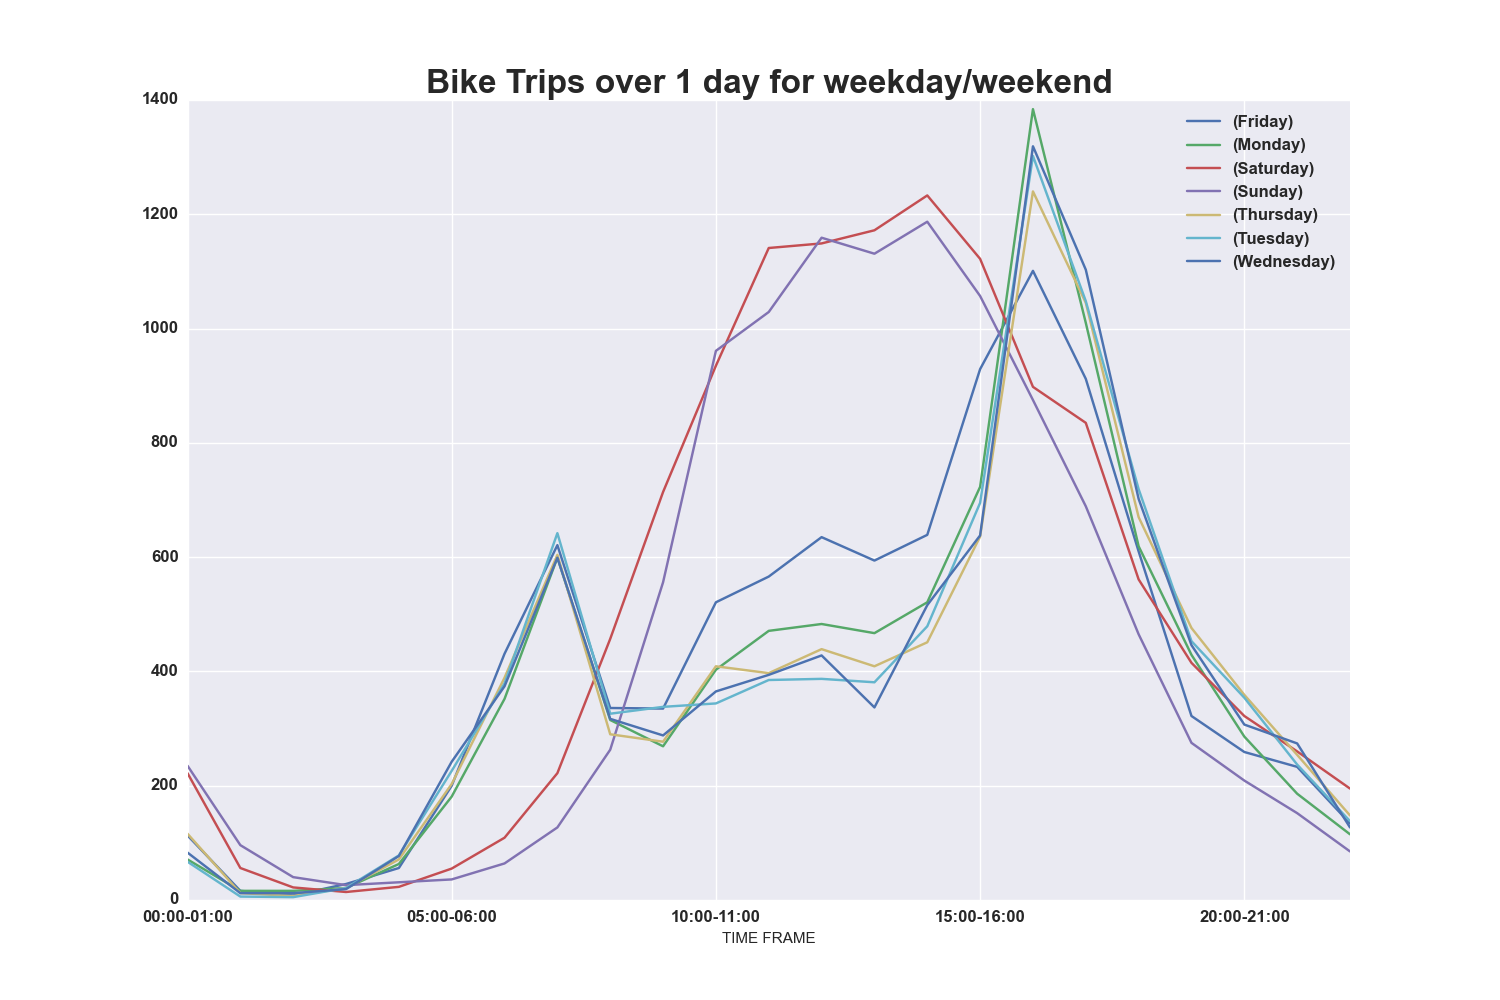 Bike Trips over 1 day for weekday/weekend
1400
1200
1000
800
600
400
200
0
(Friday)
(Monday)
(Saturday)
(Sunday)
(Thursday)
(Tuesday)
(Wednesday)
00:00-01:00 05:00-06:00 10:00-11:00 15:00-16:00 20:00-21:00
TIME FRAME